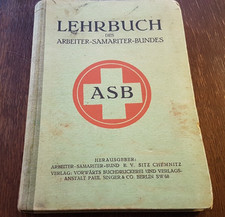 LEHRBUCH
DES
ARBEITER-SAMARITER-BUNDES
ASB
HERAUSGEBER:
ARBEITER-SAMARITER-BUND E. V. SITZ CHEMNITZ
VERLAG: VORWÄRTS BUCHDRUCKEREI UND VERLAGS-
ANSTALT PAUL SINGER & CO. BERLIN SW 68